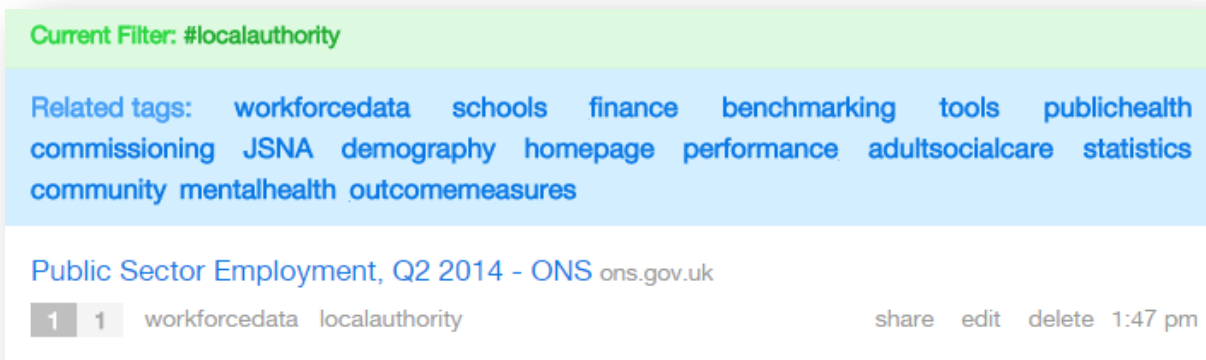 Current Filter: #localauthority
Related tags: workforcedata schools finance benchmarking tools publichealth
commissioning JSNA demography homepage performance adultsocialcare statistics
community mentalhealth outcomemeasures
Public Sector Employment, Q2 2014 - ONS ons.gov.uk
1 1 workforcedata localauthority share edit delete 1:47 pm